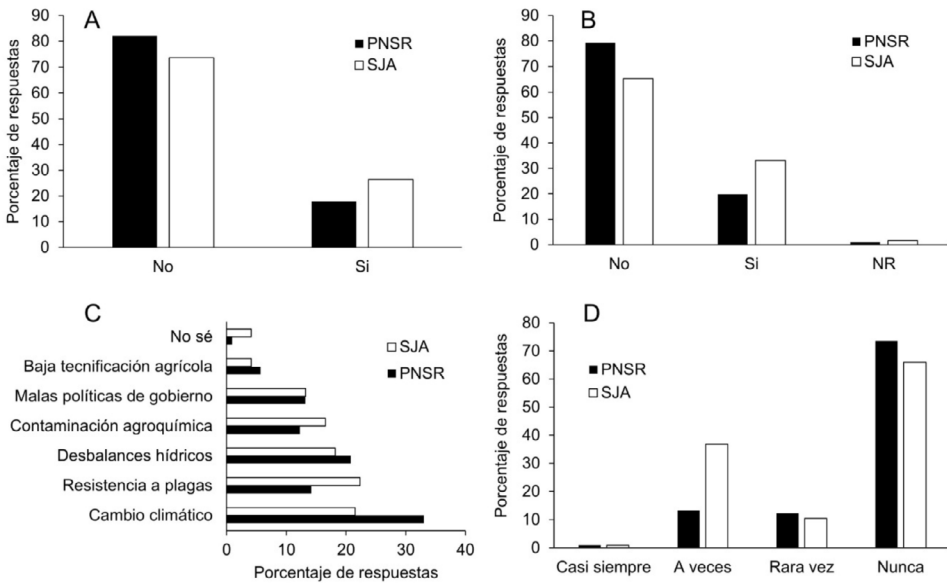 A
Porcentaje de respuestas
90
80
70
60
50
40
30
20
10
0
PNSR
SJA
No
Si
B
Porcentaje de respuestas
90
80
70
60
50
40
30
20
10
0
PNSR
SJA
No
Si
NR
C
No sé
Baja tecnificación agrícola
Malas políticas de gobierno
Contaminación agroquímica
Desbalances hídricos
Resistencia a plagas
Cambio climático
SJA
PNSR
0 10 20 30 40
Porcentaje de respuestas
D
Porcentaje de respuestas
80
70
60
50
40
30
20
10
0
PNSR
SJA
Casi siempre
A veces
Rara vez
Nunca